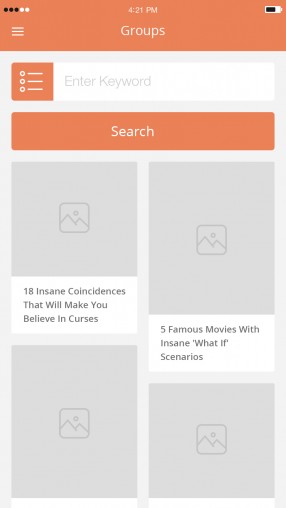 4:21 PM
Groups
Enter Keyword
Search
18 Insane Coincidences
That Will Make You
Believe In Curses
5 Famous Movies With
Insane 'What If'
Scenarios